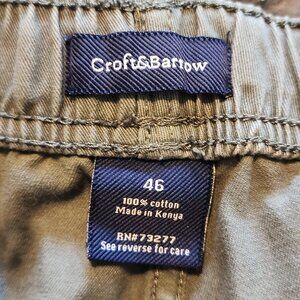 Croft&Barrow
46
100% cotton
Made in Kenya
RN#73277
See reverse for care